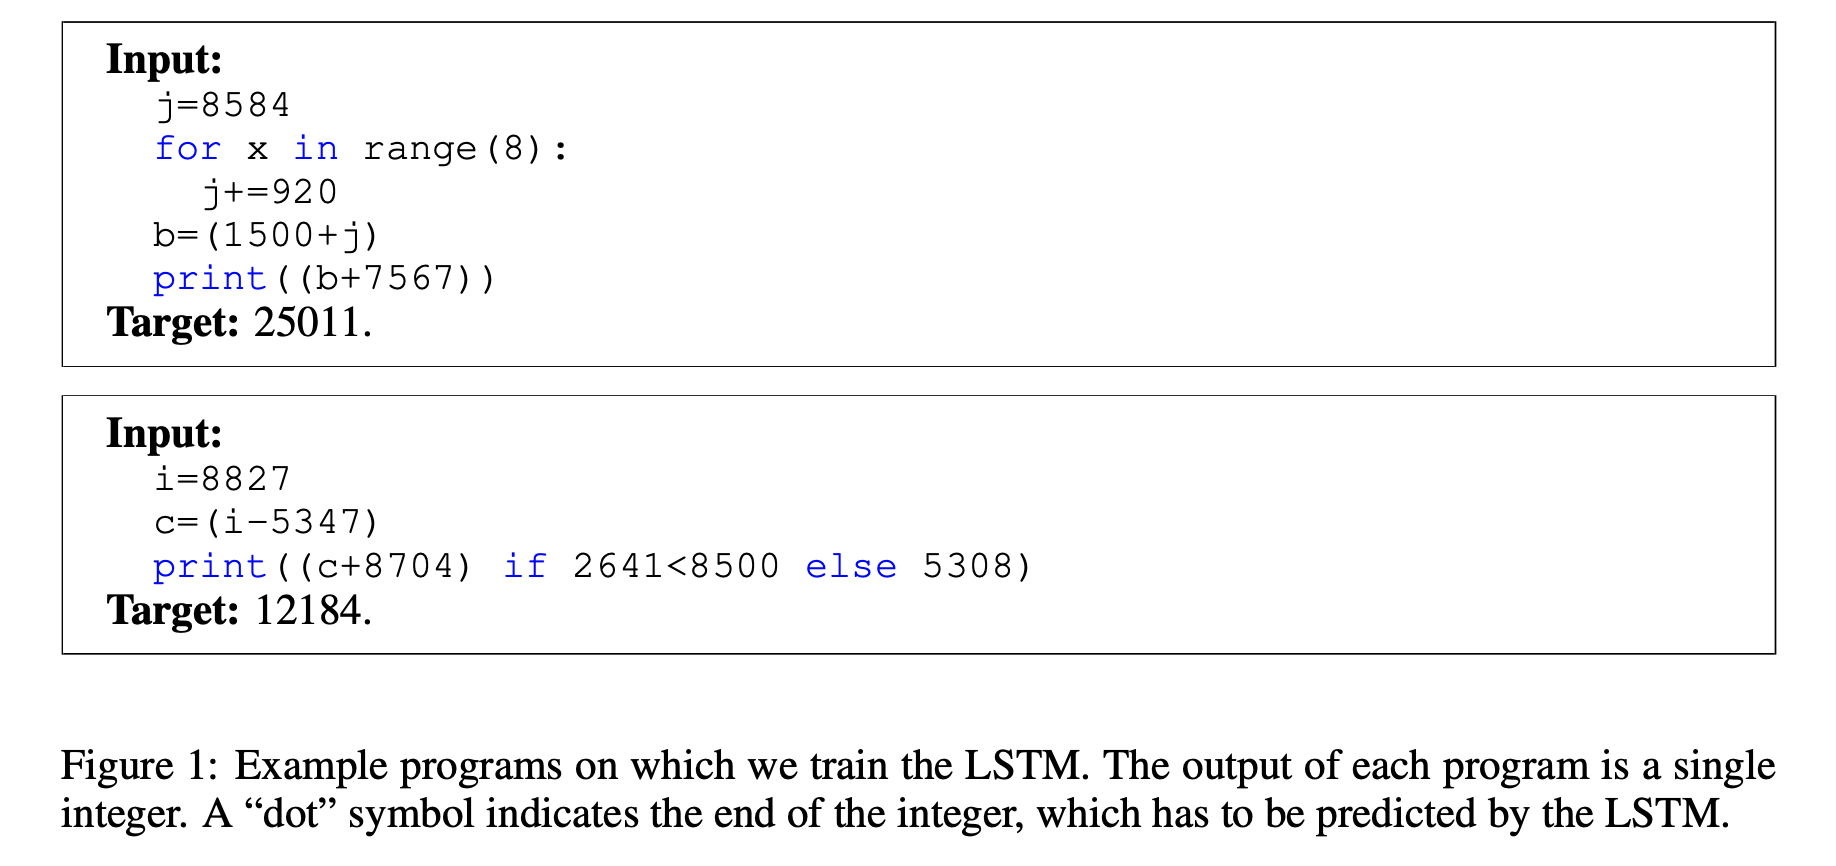 Input:
j=8584
for x in range(8):
j+=920
b=(1500+j)
print((b+7567))
Target: 25011.
Input:
i=8827
c=(i-5347)
print((c+8704) if 2641<8500 else 5308)
Target: 12184.
Figure 1: Example programs on which we train the LSTM. The output of each program is a single
integer. A “dot” symbol indicates the end of the integer, which has to be predicted by the LSTM.